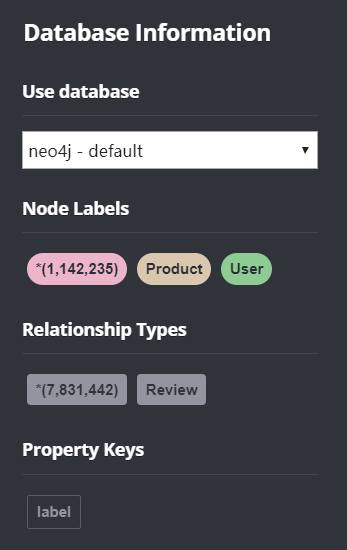 Database Information
Use database
neo4j - default
Node Labels
*(1,142,235) Product User
Relationship Types
*(7,831,442) Review
Property Keys
label